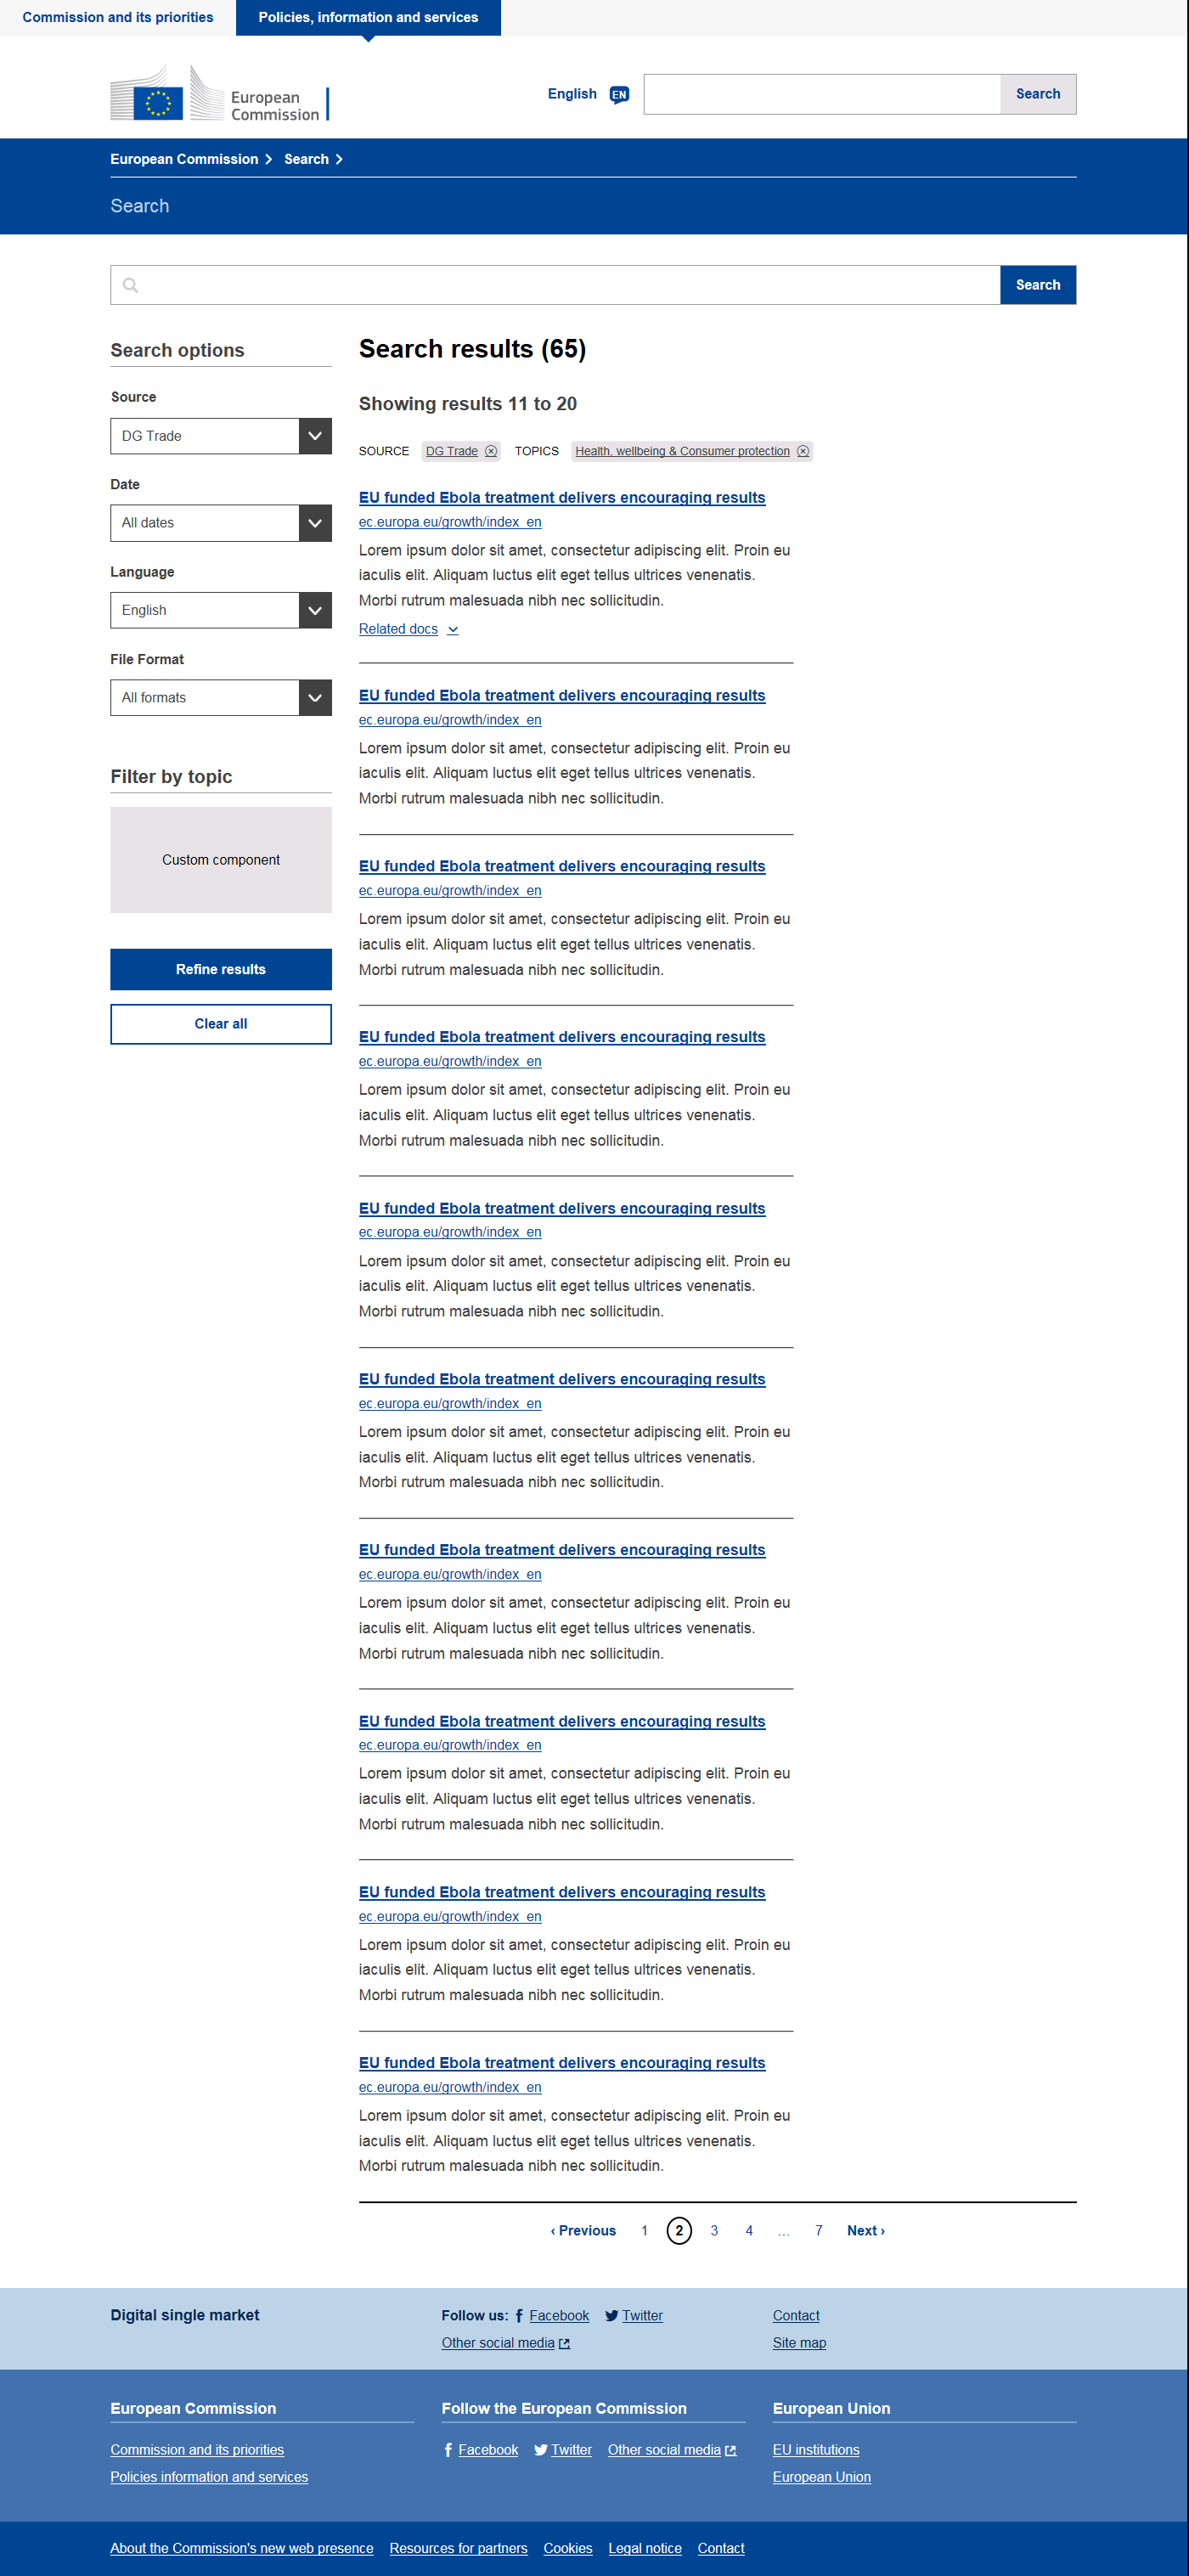 Commission and its priorities
Policies, information and services
European
Commission
English EN
Search
European Commission Search
Search
Search
Search options
Source
DG Trade
Date
All dates
Language
English
File Format
All formats
Filter by topic
Custom component
Refine results
Clear all
Search results (65)
Showing results 11 to 20
SOURCE DG Trade TOPICS Health, wellbeing & Consumer protection
EU funded Ebola treatment delivers encouraging results
ec.europa.eu/growth/index_en
Lorem ipsum dolor sit amet, consectetur adipiscing elit. Proin eu
iaculis elit. Aliquam luctus elit eget tellus ultrices venenatis.
Morbi rutrum malesuada nibh nec sollicitudin.
Related docs
EU funded Ebola treatment delivers encouraging results
ec.europa.eu/growth/index_en
Lorem ipsum dolor sit amet, consectetur adipiscing elit. Proin eu
iaculis elit. Aliquam luctus elit eget tellus ultrices venenatis.
Morbi rutrum malesuada nibh nec sollicitudin.
EU funded Ebola treatment delivers encouraging results
ec.europa.eu/growth/index_en
Lorem ipsum dolor sit amet, consectetur adipiscing elit. Proin eu
iaculis elit. Aliquam luctus elit eget tellus ultrices venenatis.
Morbi rutrum malesuada nibh nec sollicitudin.
EU funded Ebola treatment delivers encouraging results
ec.europa.eu/growth/index_en
Lorem ipsum dolor sit amet, consectetur adipiscing elit. Proin eu
iaculis elit. Aliquam luctus elit eget tellus ultrices venenatis.
Morbi rutrum malesuada nibh nec sollicitudin.
EU funded Ebola treatment delivers encouraging results
ec.europa.eu/growth/index_en
Lorem ipsum dolor sit amet, consectetur adipiscing elit. Proin eu
iaculis elit. Aliquam luctus elit eget tellus ultrices venenatis.
Morbi rutrum malesuada nibh nec sollicitudin.
EU funded Ebola treatment delivers encouraging results
ec.europa.eu/growth/index_en
Lorem ipsum dolor sit amet, consectetur adipiscing elit. Proin eu
iaculis elit. Aliquam luctus elit eget tellus ultrices venenatis.
Morbi rutrum malesuada nibh nec sollicitudin.
EU funded Ebola treatment delivers encouraging results
ec.europa.eu/growth/index_en
Lorem ipsum dolor sit amet, consectetur adipiscing elit. Proin eu
iaculis elit. Aliquam luctus elit eget tellus ultrices venenatis.
Morbi rutrum malesuada nibh nec sollicitudin.
EU funded Ebola treatment delivers encouraging results
ec.europa.eu/growth/index_en
Lorem ipsum dolor sit amet, consectetur adipiscing elit. Proin eu
iaculis elit. Aliquam luctus elit eget tellus ultrices venenatis.
Morbi rutrum malesuada nibh nec sollicitudin.
EU funded Ebola treatment delivers encouraging results
ec.europa.eu/growth/index_en
Lorem ipsum dolor sit amet, consectetur adipiscing elit. Proin eu
iaculis elit. Aliquam luctus elit eget tellus ultrices venenatis.
Morbi rutrum malesuada nibh nec sollicitudin.
EU funded Ebola treatment delivers encouraging results
ec.europa.eu/growth/index_en
Lorem ipsum dolor sit amet, consectetur adipiscing elit. Proin eu
iaculis elit. Aliquam luctus elit eget tellus ultrices venenatis.
Morbi rutrum malesuada nibh nec sollicitudin.
‹ Previous 1 2 3 4 ... 7 Next ›
Digital single market
Follow us: Facebook Twitter
Other social media
Contact
Site map
European Commission
Commission and its priorities
Policies information and services
Follow the European Commission
Facebook Twitter Other social media
European Union
EU institutions
European Union
About the Commission's new web presence Resources for partners Cookies Legal notice Contact